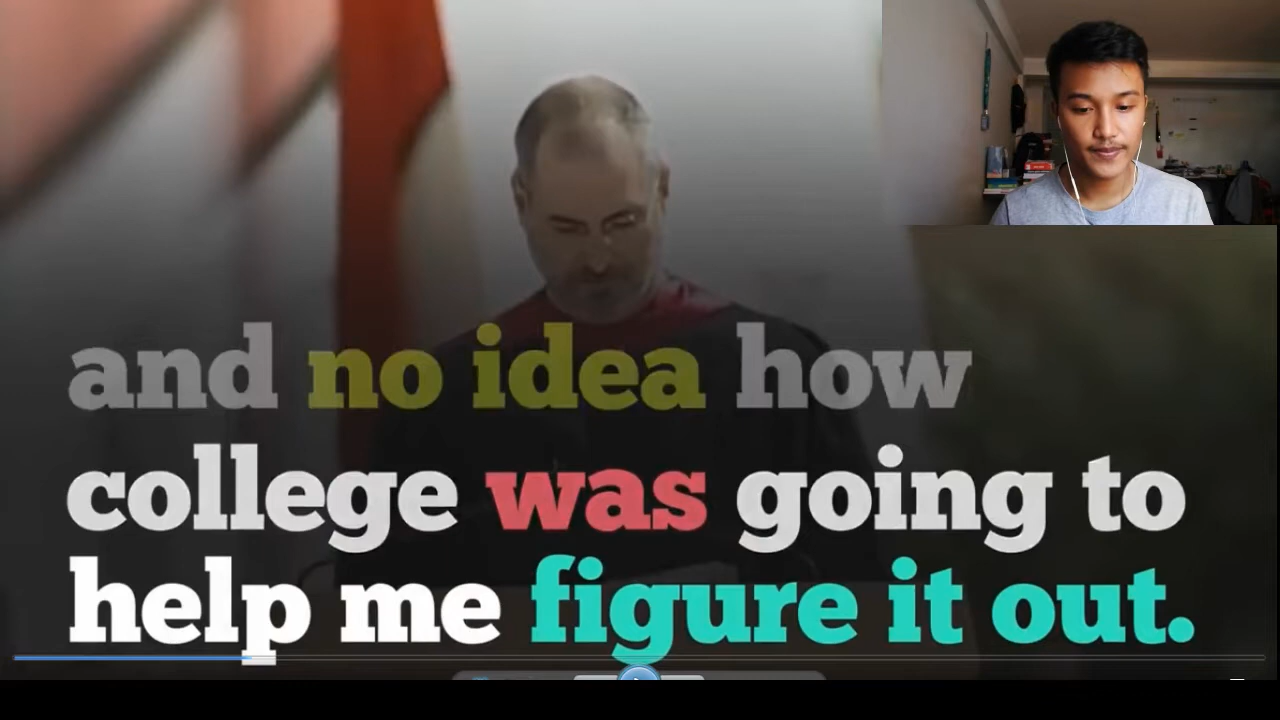 and no idea how
college was going to
help me figure it out.